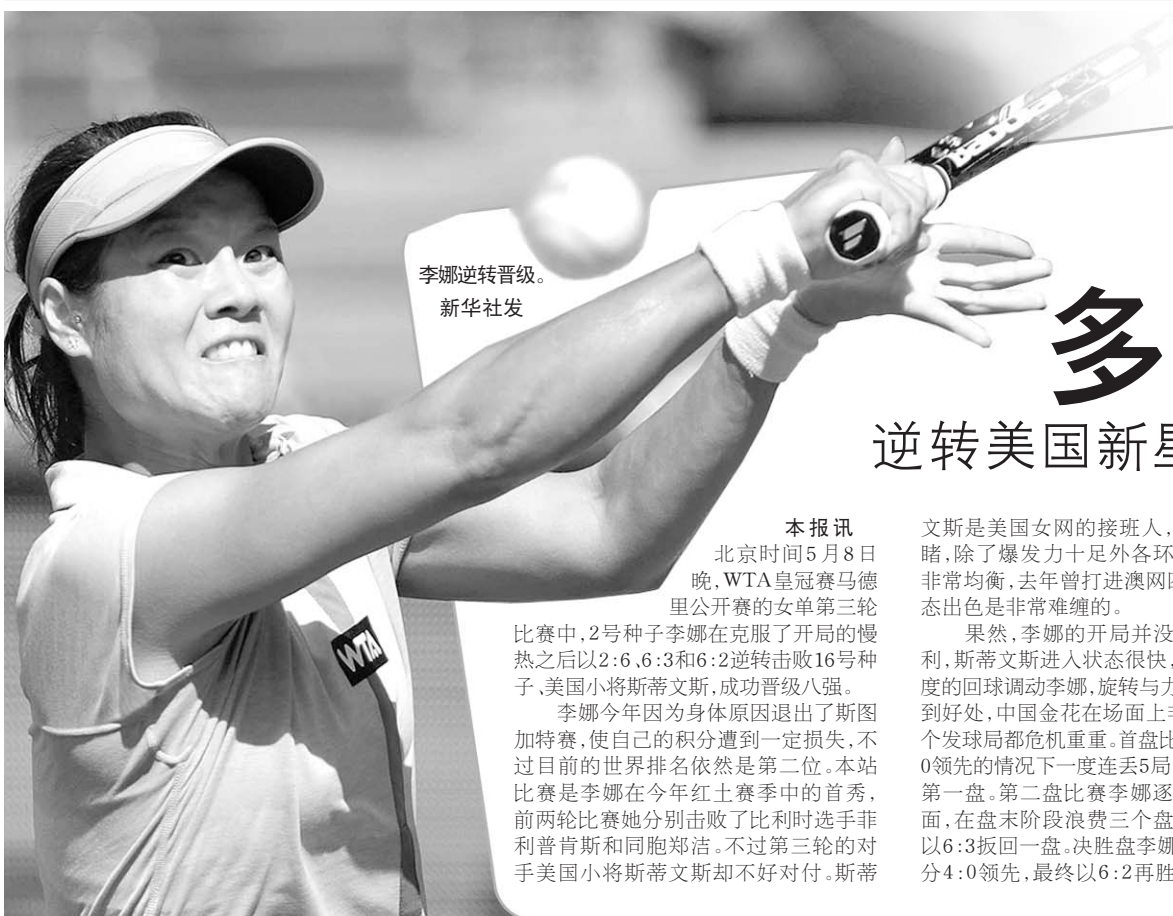 李娜逆转晋级。
新华社发
多
逆转美国新星
本报讯
北京时间5月8日
晚,WTA皇冠赛马德
里公开赛的女单第三轮
比赛中,2号种子李娜在克服了开局的慢
热之后以2:6、6:3和6:2逆转击败16号种
子、美国小将斯蒂文斯,成功晋级八强。
李娜今年因为身体原因退出了斯图
加特赛,使自己的积分遭到一定损失,不
过目前的世界排名依然是第二位。本站
比赛是李娜在今年红土赛季中的首秀,
前两轮比赛她分别击败了比利时选手菲
利普肯斯和同胞郑洁。不过第三轮的对
手美国小将斯蒂文斯却不好对付。斯蒂
文斯是美国女网的接班人,
睹,除了爆发力十足外各环
非常均衡,去年曾打进澳网四
态出色是非常难缠的。
果然,李娜的开局并没
利,斯蒂文斯进入状态很快,
度的回球调动李娜,旋转与力
到好处,中国金花在场面上非
个发球局都危机重重。首盘比
0领先的情况下一度连丢5局
第一盘。第二盘比赛李娜逐
面,在盘末阶段浪费三个盘
以6:3扳回一盘。决胜盘李娜
分4:0领先,最终以6:2再胜
WTA